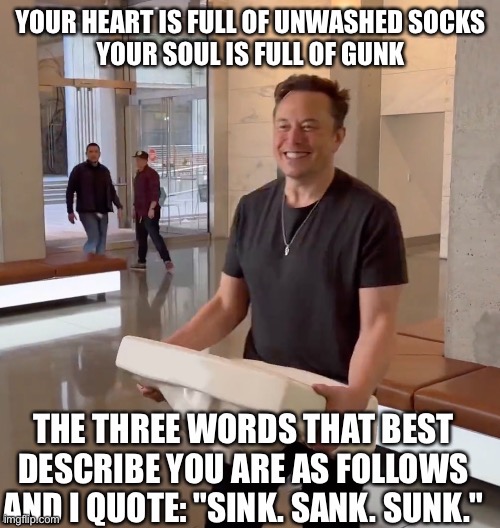 YOUR HEART IS FULL OF UNWASHED SOCKS
YOUR SOUL IS FULL OF GUNK
THE THREE WORDS THAT BEST
DESCRIBE YOU ARE AS FOLLOWS
AND I QUOTE: "SINK. SANK. SUNK."
imgflip.com